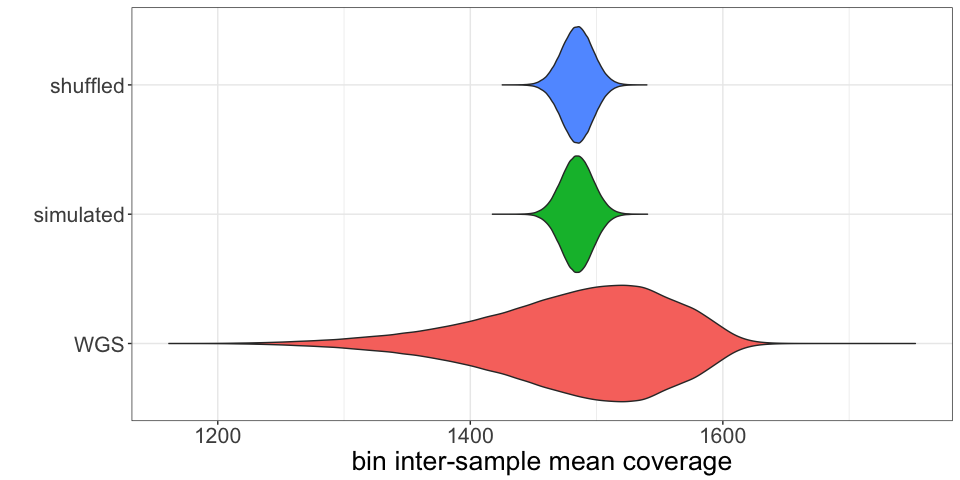 shuffled
simulated
WGS
1200 1400 1600
bin inter-sample mean coverage